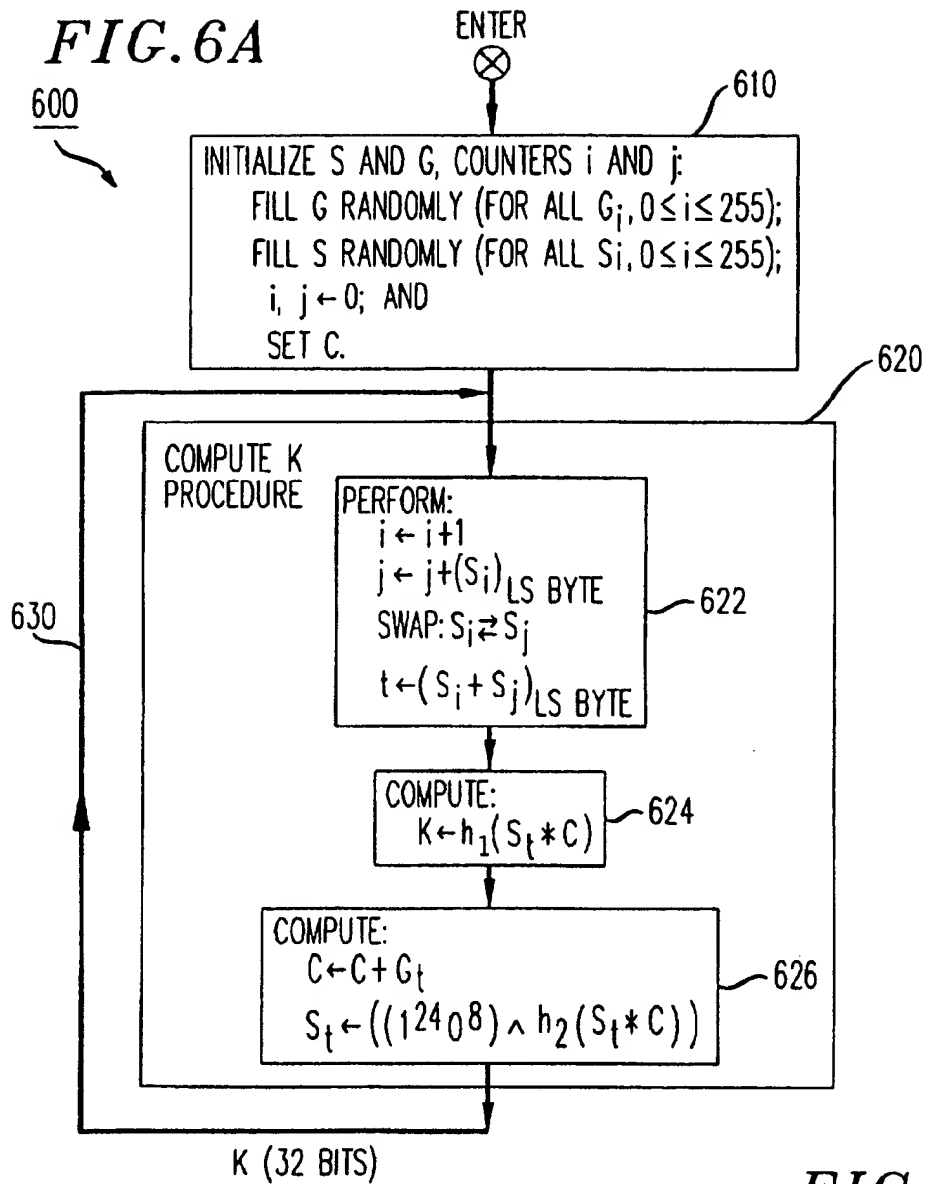 FIG. 6A
ENTER
600
610
INITIALIZE S AND G, COUNTERS i AND j:
FILL G RANDOMLY (FOR ALL Gᵢ, 0≤i≤255);
FILL S RANDOMLY (FOR ALL Sᵢ, 0≤i≤255);
i, j ← 0; AND
SET C.
620
COMPUTE K
PROCEDURE
PERFORM:
i ← i+1
j ← j+(Sᵢ)LS BYTE
SWAP: Sᵢ⇄Sⱼ
t←(Sᵢ+Sⱼ)LS BYTE
622
630
COMPUTE:
K←h₁(Sₜ*C)
624
COMPUTE:
C←C+Gₜ
Sₜ←((1²⁴0⁸)∧h₂(Sₜ*C))
626
K (32 BITS)
FIG